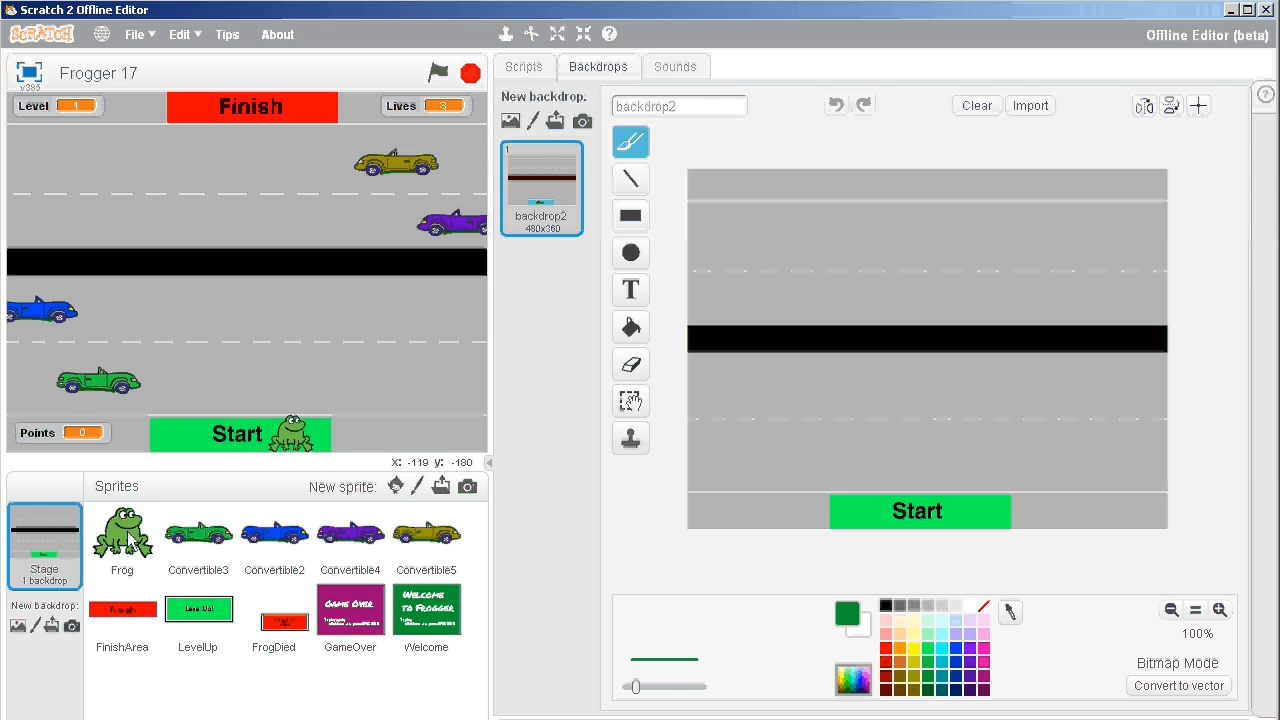 Scratch 2 Offline Editor
SCRATCH File Edit Tips About Offline Editor (beta)
v385 Frogger 17
Scripts Backdrops Sounds
Level 1 Finish Lives 3
New backdrop.
backdrop2 Clear Import
1
backdrop2
480x360
T
Points 0 Start
Start
X: -119 y: -180
Sprites New sprite:
Stage
1 backdrop
New backdrop:
Frog Convertible3 Convertible2 Convertible4 Convertible5
Level Up!
GAME OVER
WELCOME
TO FROGGER
FinishArea LevelUp FrogDied GameOver Welcome
100%
Bitmap Mode
Convert to vector